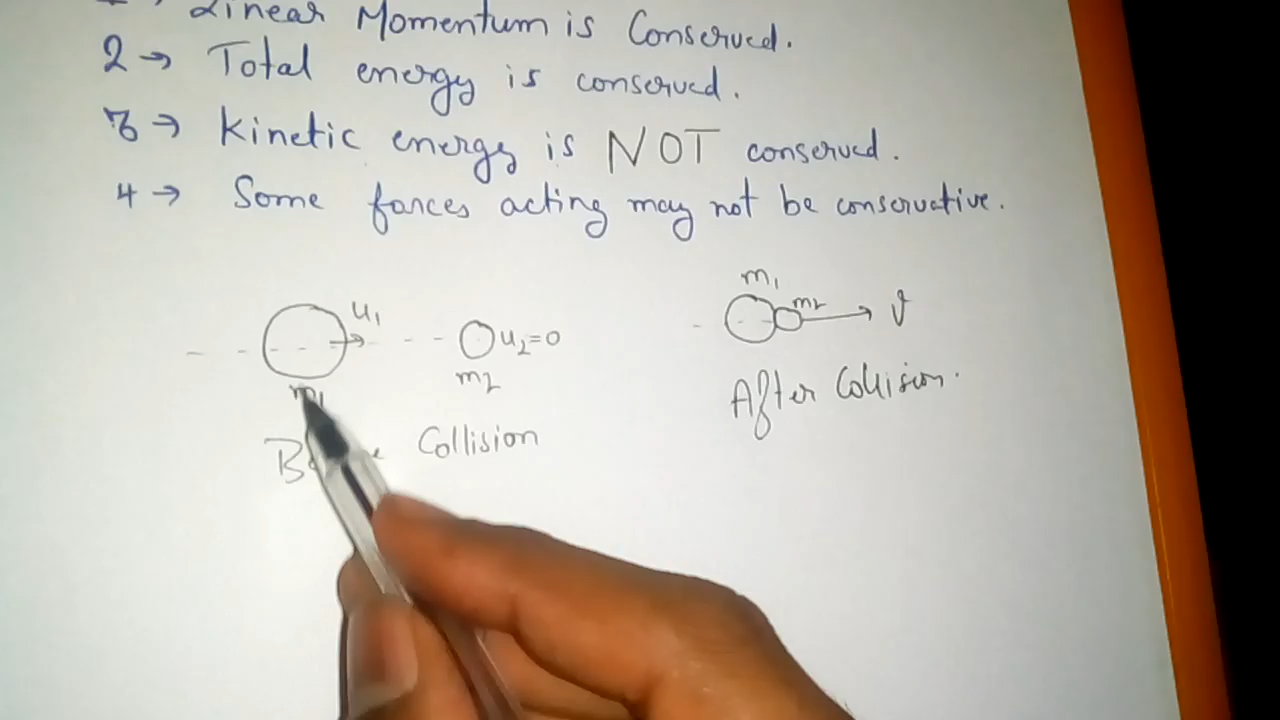 Linear Momentum is Conserved.
2 → Total energy is conserved.
3 → Kinetic energy is NOT conserved.
4 → Some forces acting may not be conservative.
m1
u1
m2
v
u2=0
m1
m2
After Collision.
Collision